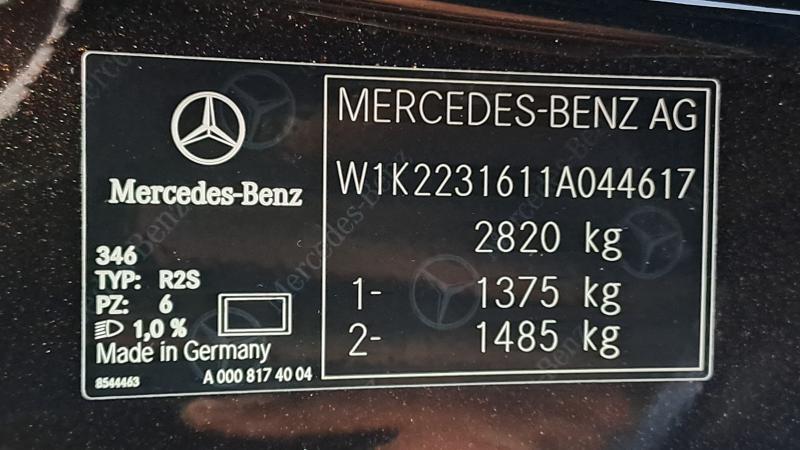 Mercedes-Benz
346
TYP: R2S
PZ: 6
1,0 %
Made in Germany
8544463 A 000 817 40 04
MERCEDES-BENZ AG
W1K2231611A044617
2820 kg
1- 1375 kg
2- 1485 kg